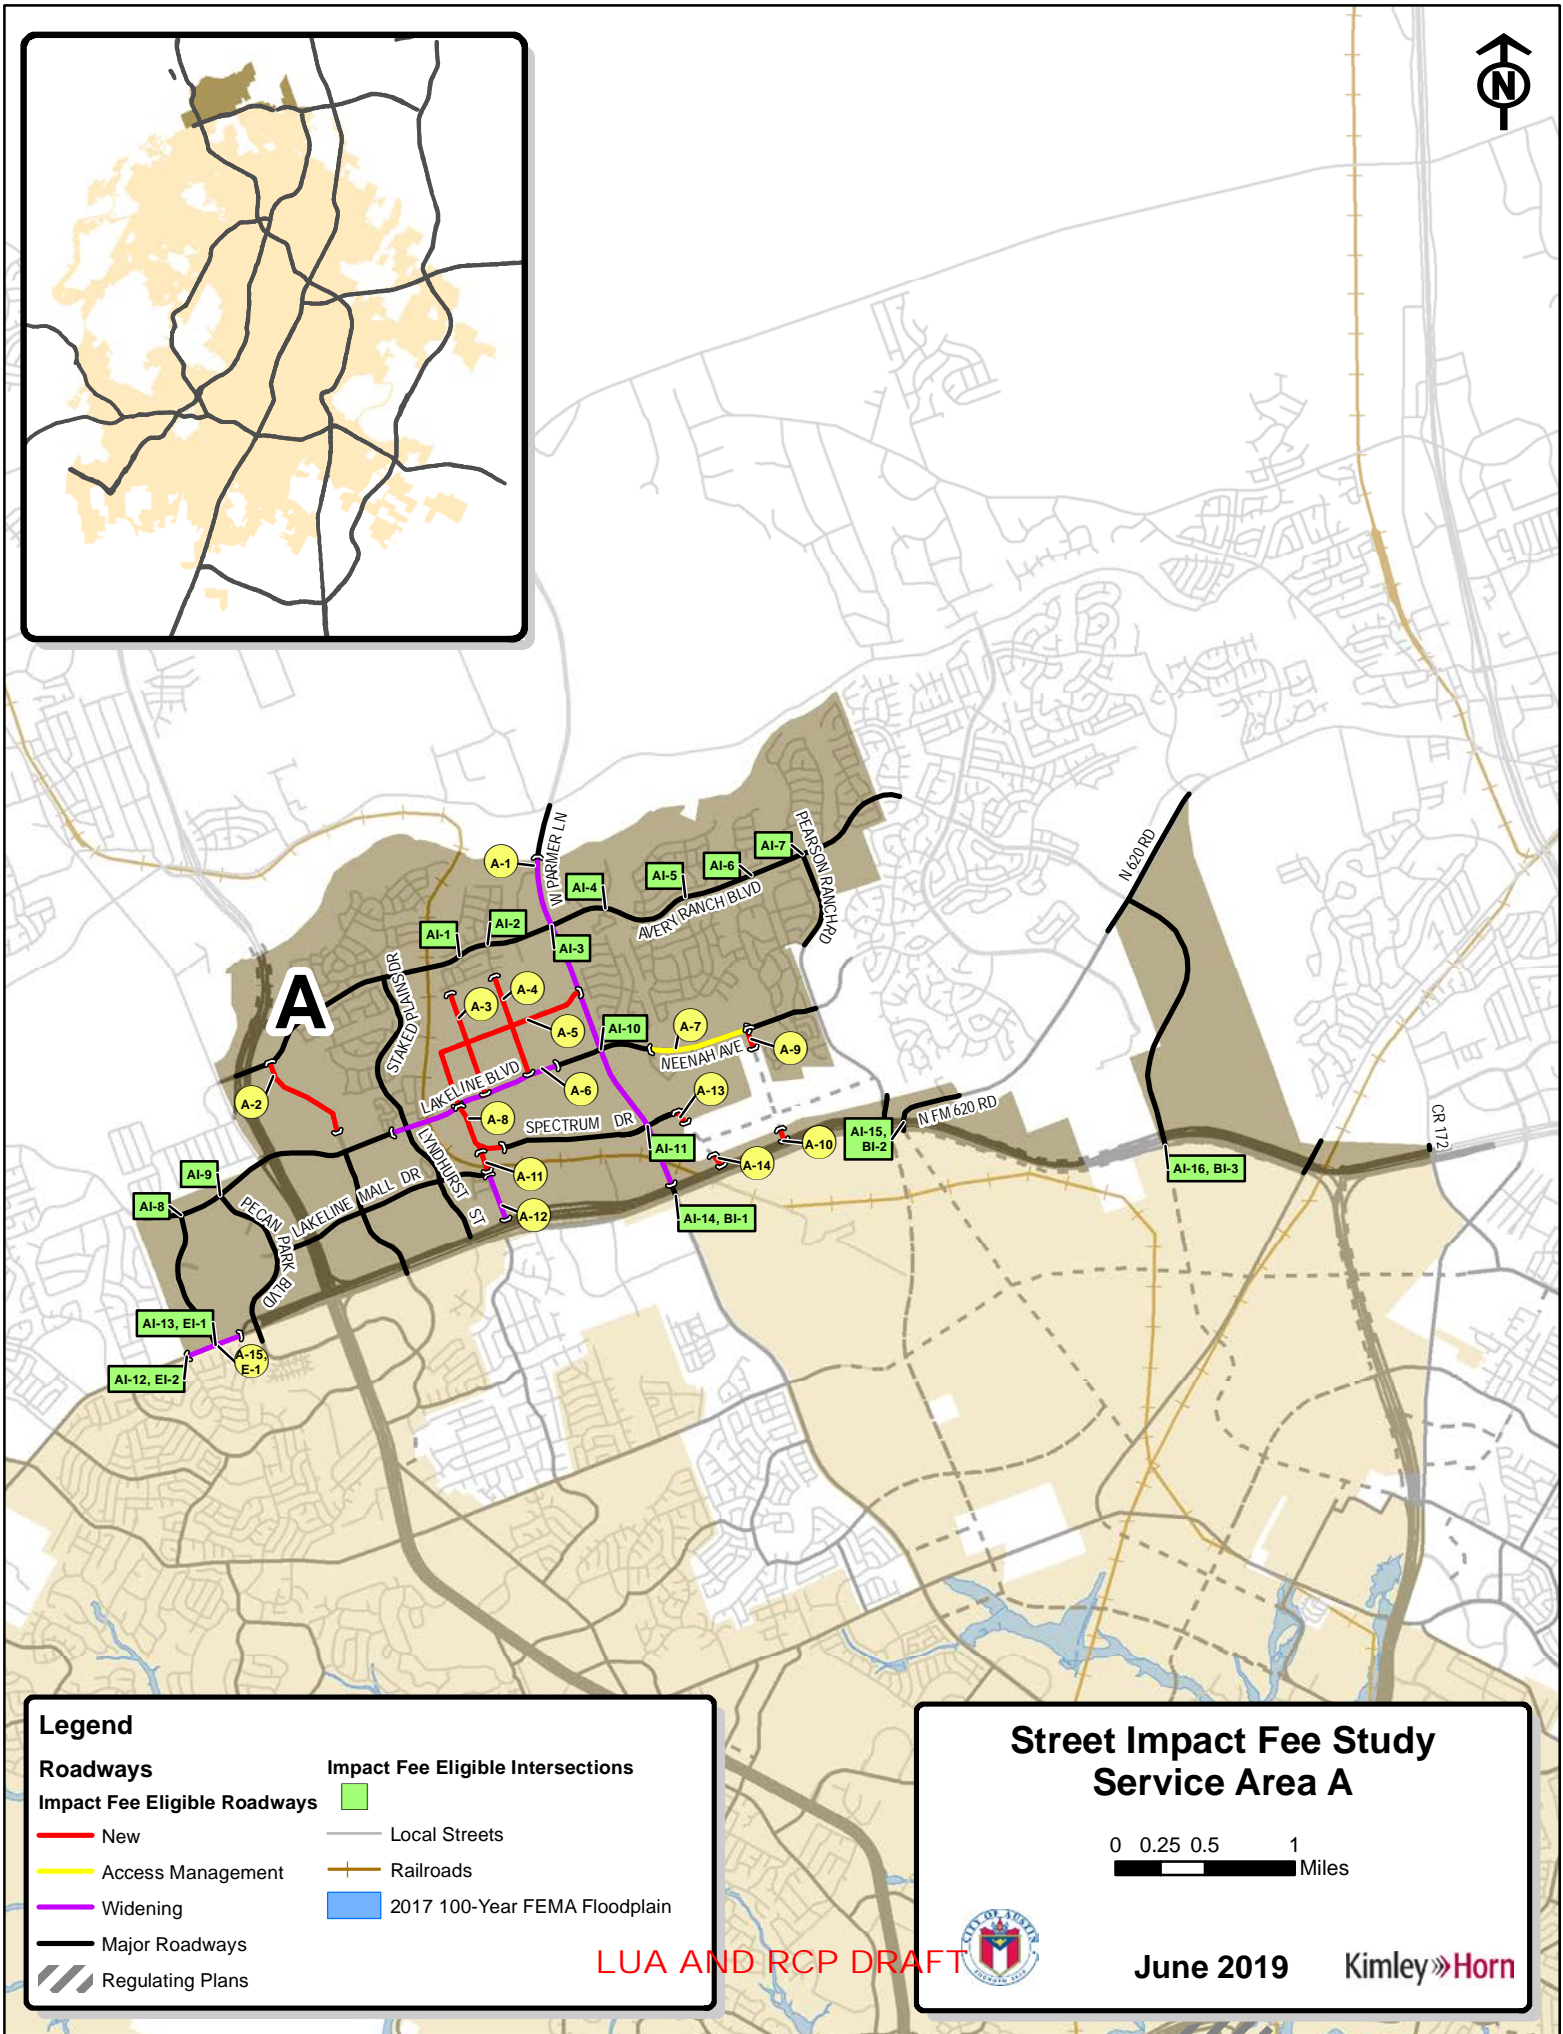 N
A-1
W PARMER LN
PEARSON RANCH RD
N 620 RD
AI-7
AI-6
AI-5
AI-4
AVERY RANCH BLVD
AI-2
AI-1
AI-3
STAKED PLAINS DR
A
A-4
A-3
A-5
AI-10
A-7
A-9
NEENAH AVE
LAKELINE BLVD
A-6
A-2
A-13
A-8
SPECTRUM DR
N FM 620 RD
CR 172
AI-15,
BI-2
A-10
AI-11
A-14
AI-16, BI-3
LYNDHURST ST
A-11
AI-9
LAKELINE MALL DR
AI-8
PECAN PARK BLVD
A-12
AI-14, BI-1
AI-13, EI-1
A-15,
E-1
AI-12, EI-2
Legend
Roadways
Impact Fee Eligible Roadways
New
Access Management
Widening
Major Roadways
Regulating Plans
Impact Fee Eligible Intersections
Local Streets
Railroads
2017 100-Year FEMA Floodplain
Street Impact Fee Study
Service Area A
0 0.25 0.5 1
Miles
CITY OF AUSTIN
FOUNDED 1839
LUA AND RCP DRAFT
June 2019
Kimley»Horn